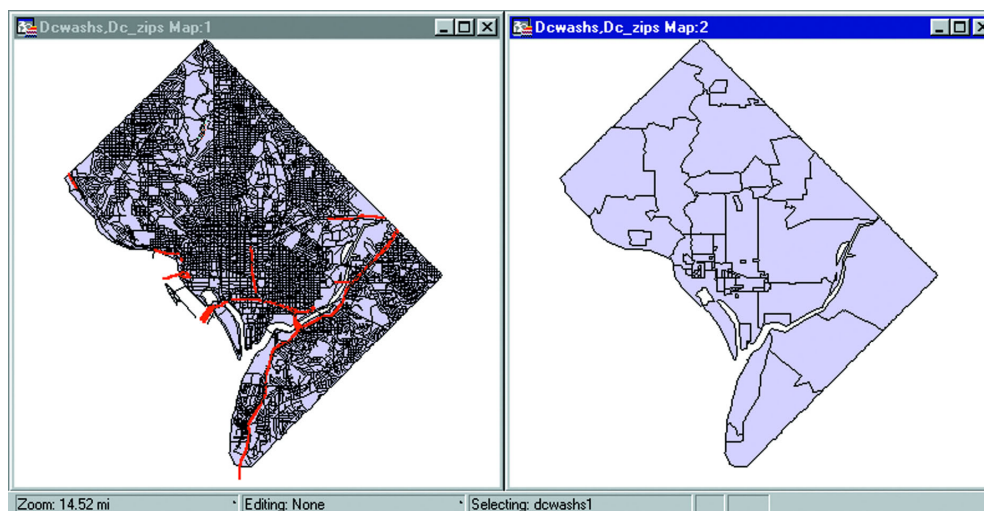 Dcwashs,Dc_zips Map:1
Dcwashs,Dc_zips Map:2
Zoom: 14.52 mi
Editing: None
Selecting: dcwashs1